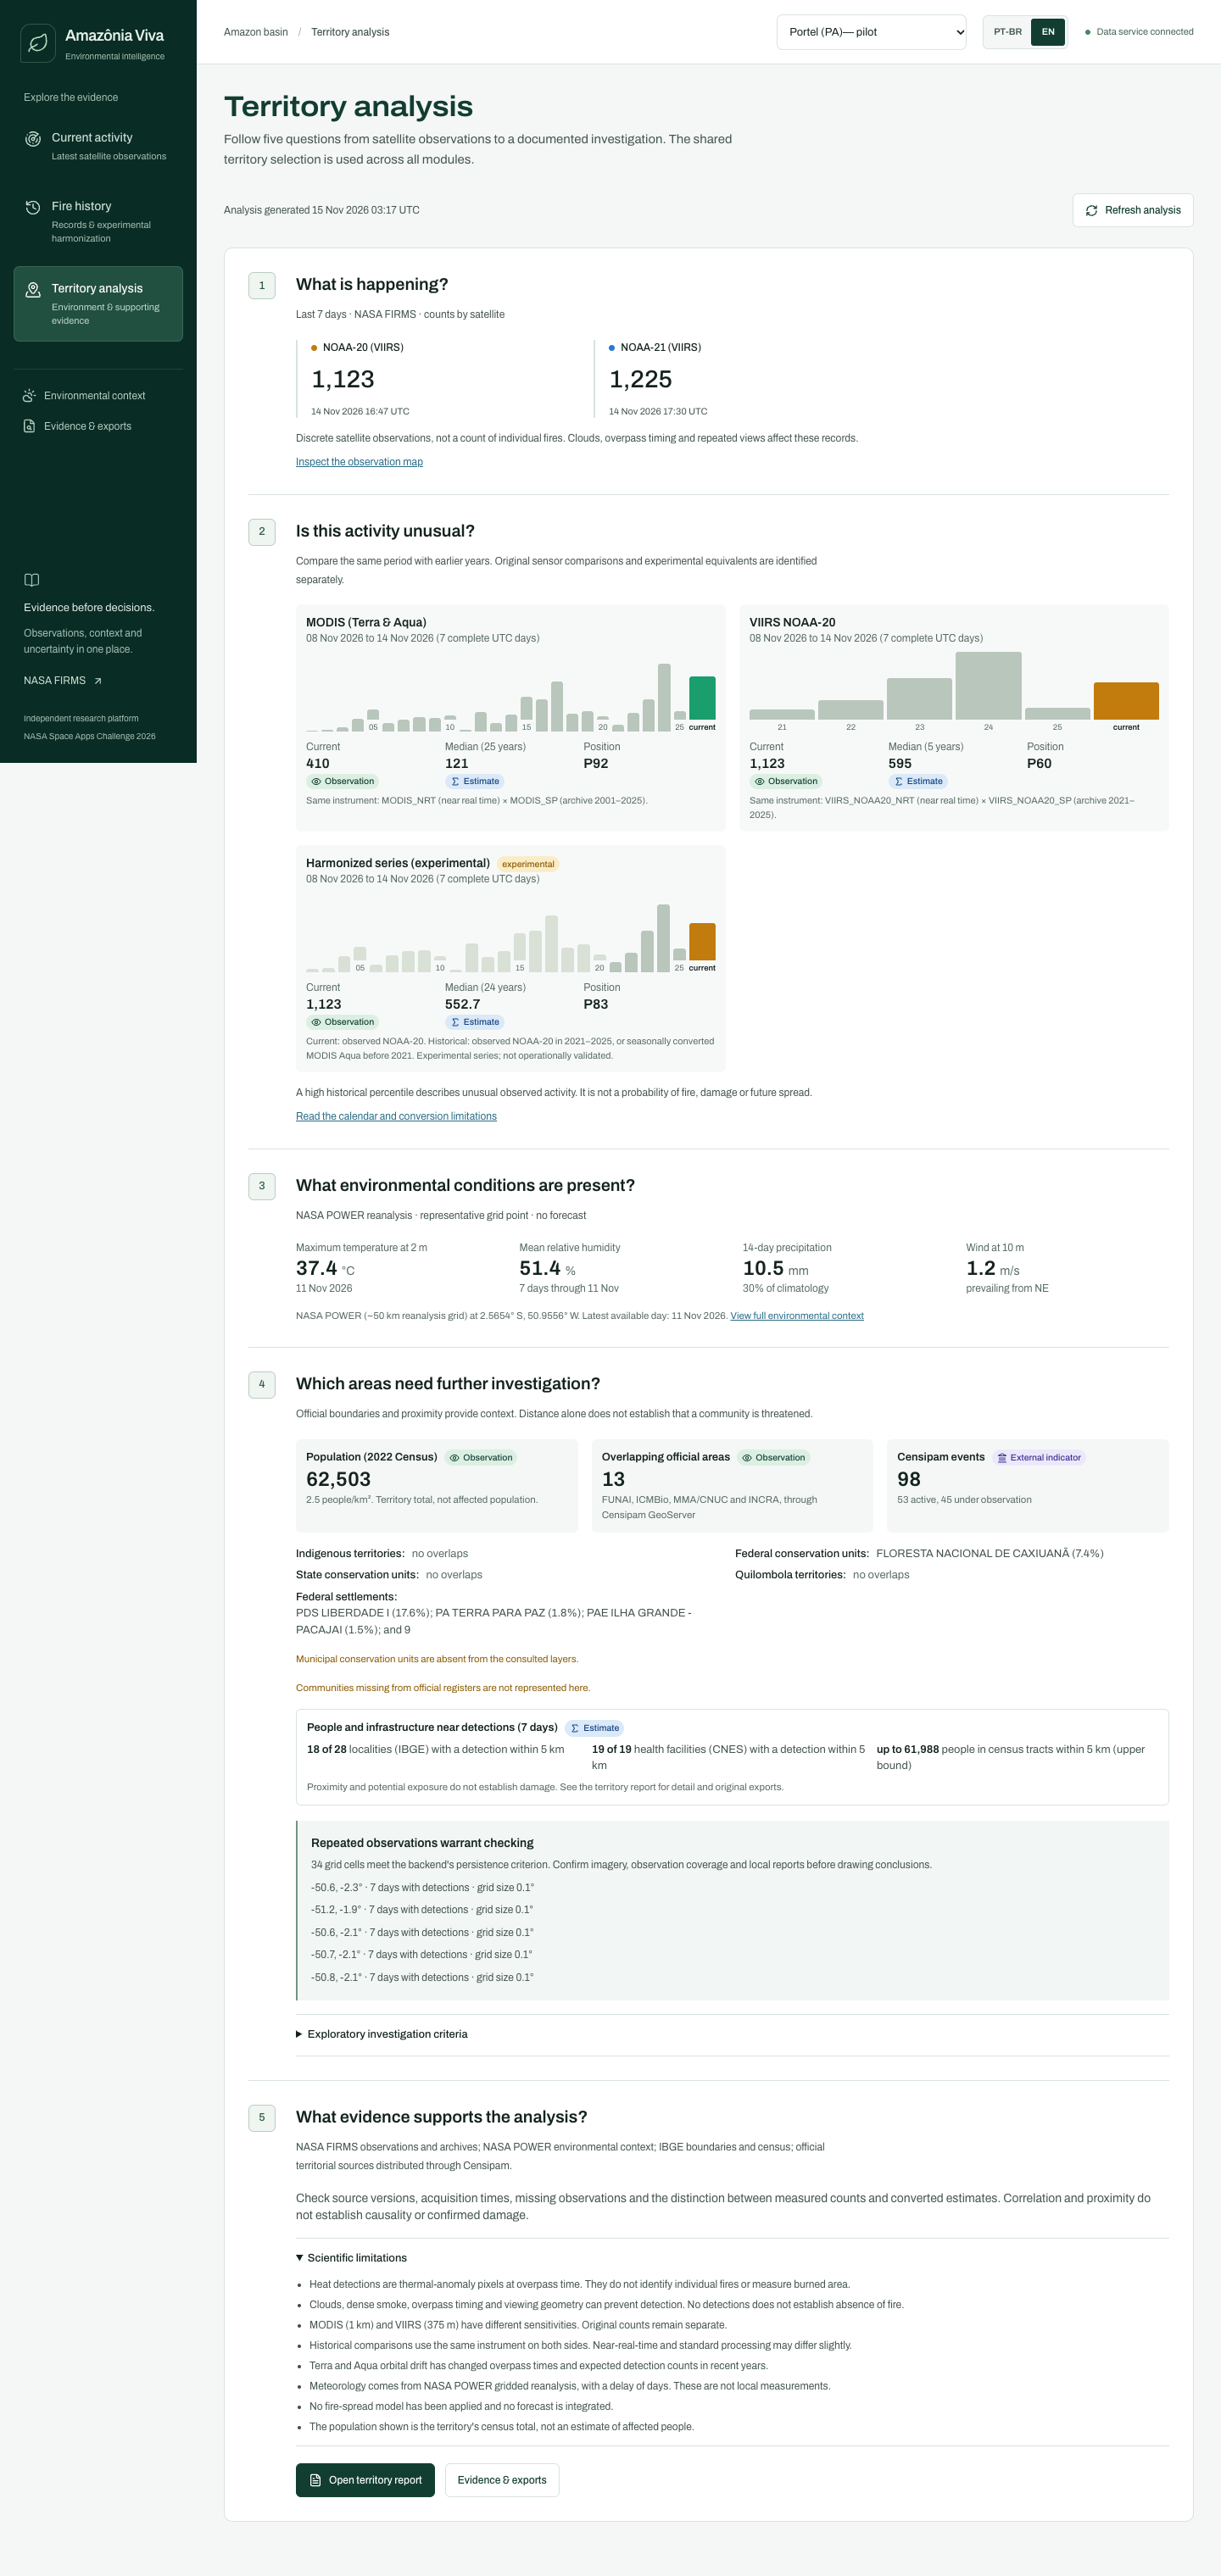 Amazônia Viva
Environmental intelligence
Explore the evidence
Current activity
Latest satellite observations
Fire history
Records & experimental
harmonization
Territory analysis
Environment & supporting
evidence
Environmental context
Evidence & exports
Evidence before decisions.
Observations, context and
uncertainty in one place.
NASA FIRMS
Independent research platform
NASA Space Apps Challenge 2026
Amazon basin / Territory analysis
Portel (PA)— pilot
PT-BR
EN
Data service connected
Territory analysis
Follow five questions from satellite observations to a documented investigation. The shared
territory selection is used across all modules.
Analysis generated 15 Nov 2026 03:17 UTC
Refresh analysis
1
What is happening?
Last 7 days · NASA FIRMS · counts by satellite
NOAA-20 (VIIRS)
1,123
14 Nov 2026 16:47 UTC
NOAA-21 (VIIRS)
1,225
14 Nov 2026 17:30 UTC
Discrete satellite observations, not a count of individual fires. Clouds, overpass timing and repeated views affect these records.
Inspect the observation map
2
Is this activity unusual?
Compare the same period with earlier years. Original sensor comparisons and experimental equivalents are identified
separately.
MODIS (Terra & Aqua)
08 Nov 2026 to 14 Nov 2026 (7 complete UTC days)
05 10 15 20 25 current
Current Median (25 years) Position
410 121 P92
Observation Estimate
Same instrument: MODIS_NRT (near real time) × MODIS_SP (archive 2001–2025).
VIIRS NOAA-20
08 Nov 2026 to 14 Nov 2026 (7 complete UTC days)
21 22 23 24 25 current
Current Median (5 years) Position
1,123 595 P60
Observation Estimate
Same instrument: VIIRS_NOAA20_NRT (near real time) × VIIRS_NOAA20_SP (archive 2021–
2025).
Harmonized series (experimental) experimental
08 Nov 2026 to 14 Nov 2026 (7 complete UTC days)
05 10 15 20 25 current
Current Median (24 years) Position
1,123 552.7 P83
Observation Estimate
Current: observed NOAA-20. Historical: observed NOAA-20 in 2021–2025, or seasonally converted
MODIS Aqua before 2021. Experimental series; not operationally validated.
A high historical percentile describes unusual observed activity. It is not a probability of fire, damage or future spread.
Read the calendar and conversion limitations
3
What environmental conditions are present?
NASA POWER reanalysis · representative grid point · no forecast
Maximum temperature at 2 m
37.4 °C
11 Nov 2026
Mean relative humidity
51.4 %
7 days through 11 Nov
14-day precipitation
10.5 mm
30% of climatology
Wind at 10 m
1.2 m/s
prevailing from NE
NASA POWER (~50 km reanalysis grid) at 2.5654° S, 50.9556° W. Latest available day: 11 Nov 2026. View full environmental context
4
Which areas need further investigation?
Official boundaries and proximity provide context. Distance alone does not establish that a community is threatened.
Population (2022 Census) Observation
62,503
2.5 people/km². Territory total, not affected population.
Overlapping official areas Observation
13
FUNAI, ICMBio, MMA/CNUC and INCRA, through
Censipam GeoServer
Censipam events External indicator
98
53 active, 45 under observation
Indigenous territories: no overlaps
Federal conservation units: FLORESTA NACIONAL DE CAXIUANÃ (7.4%)
State conservation units: no overlaps
Quilombola territories: no overlaps
Federal settlements:
PDS LIBERDADE I (17.6%); PA TERRA PARA PAZ (1.8%); PAE ILHA GRANDE -
PACAJAI (1.5%); and 9
Municipal conservation units are absent from the consulted layers.
Communities missing from official registers are not represented here.
People and infrastructure near detections (7 days) Estimate
18 of 28 localities (IBGE) with a detection within 5 km
19 of 19 health facilities (CNES) with a detection within 5
km
up to 61,988 people in census tracts within 5 km (upper
bound)
Proximity and potential exposure do not establish damage. See the territory report for detail and original exports.
Repeated observations warrant checking
34 grid cells meet the backend's persistence criterion. Confirm imagery, observation coverage and local reports before drawing conclusions.
-50.6, -2.3° · 7 days with detections · grid size 0.1°
-51.2, -1.9° · 7 days with detections · grid size 0.1°
-50.6, -2.1° · 7 days with detections · grid size 0.1°
-50.7, -2.1° · 7 days with detections · grid size 0.1°
-50.8, -2.1° · 7 days with detections · grid size 0.1°
Exploratory investigation criteria
5
What evidence supports the analysis?
NASA FIRMS observations and archives; NASA POWER environmental context; IBGE boundaries and census; official
territorial sources distributed through Censipam.
Check source versions, acquisition times, missing observations and the distinction between measured counts and converted estimates. Correlation and proximity do
not establish causality or confirmed damage.
Scientific limitations
• Heat detections are thermal-anomaly pixels at overpass time. They do not identify individual fires or measure burned area.
• Clouds, dense smoke, overpass timing and viewing geometry can prevent detection. No detections does not establish absence of fire.
• MODIS (1 km) and VIIRS (375 m) have different sensitivities. Original counts remain separate.
• Historical comparisons use the same instrument on both sides. Near-real-time and standard processing may differ slightly.
• Terra and Aqua orbital drift has changed overpass times and expected detection counts in recent years.
• Meteorology comes from NASA POWER gridded reanalysis, with a delay of days. These are not local measurements.
• No fire-spread model has been applied and no forecast is integrated.
• The population shown is the territory's census total, not an estimate of affected people.
Open territory report
Evidence & exports